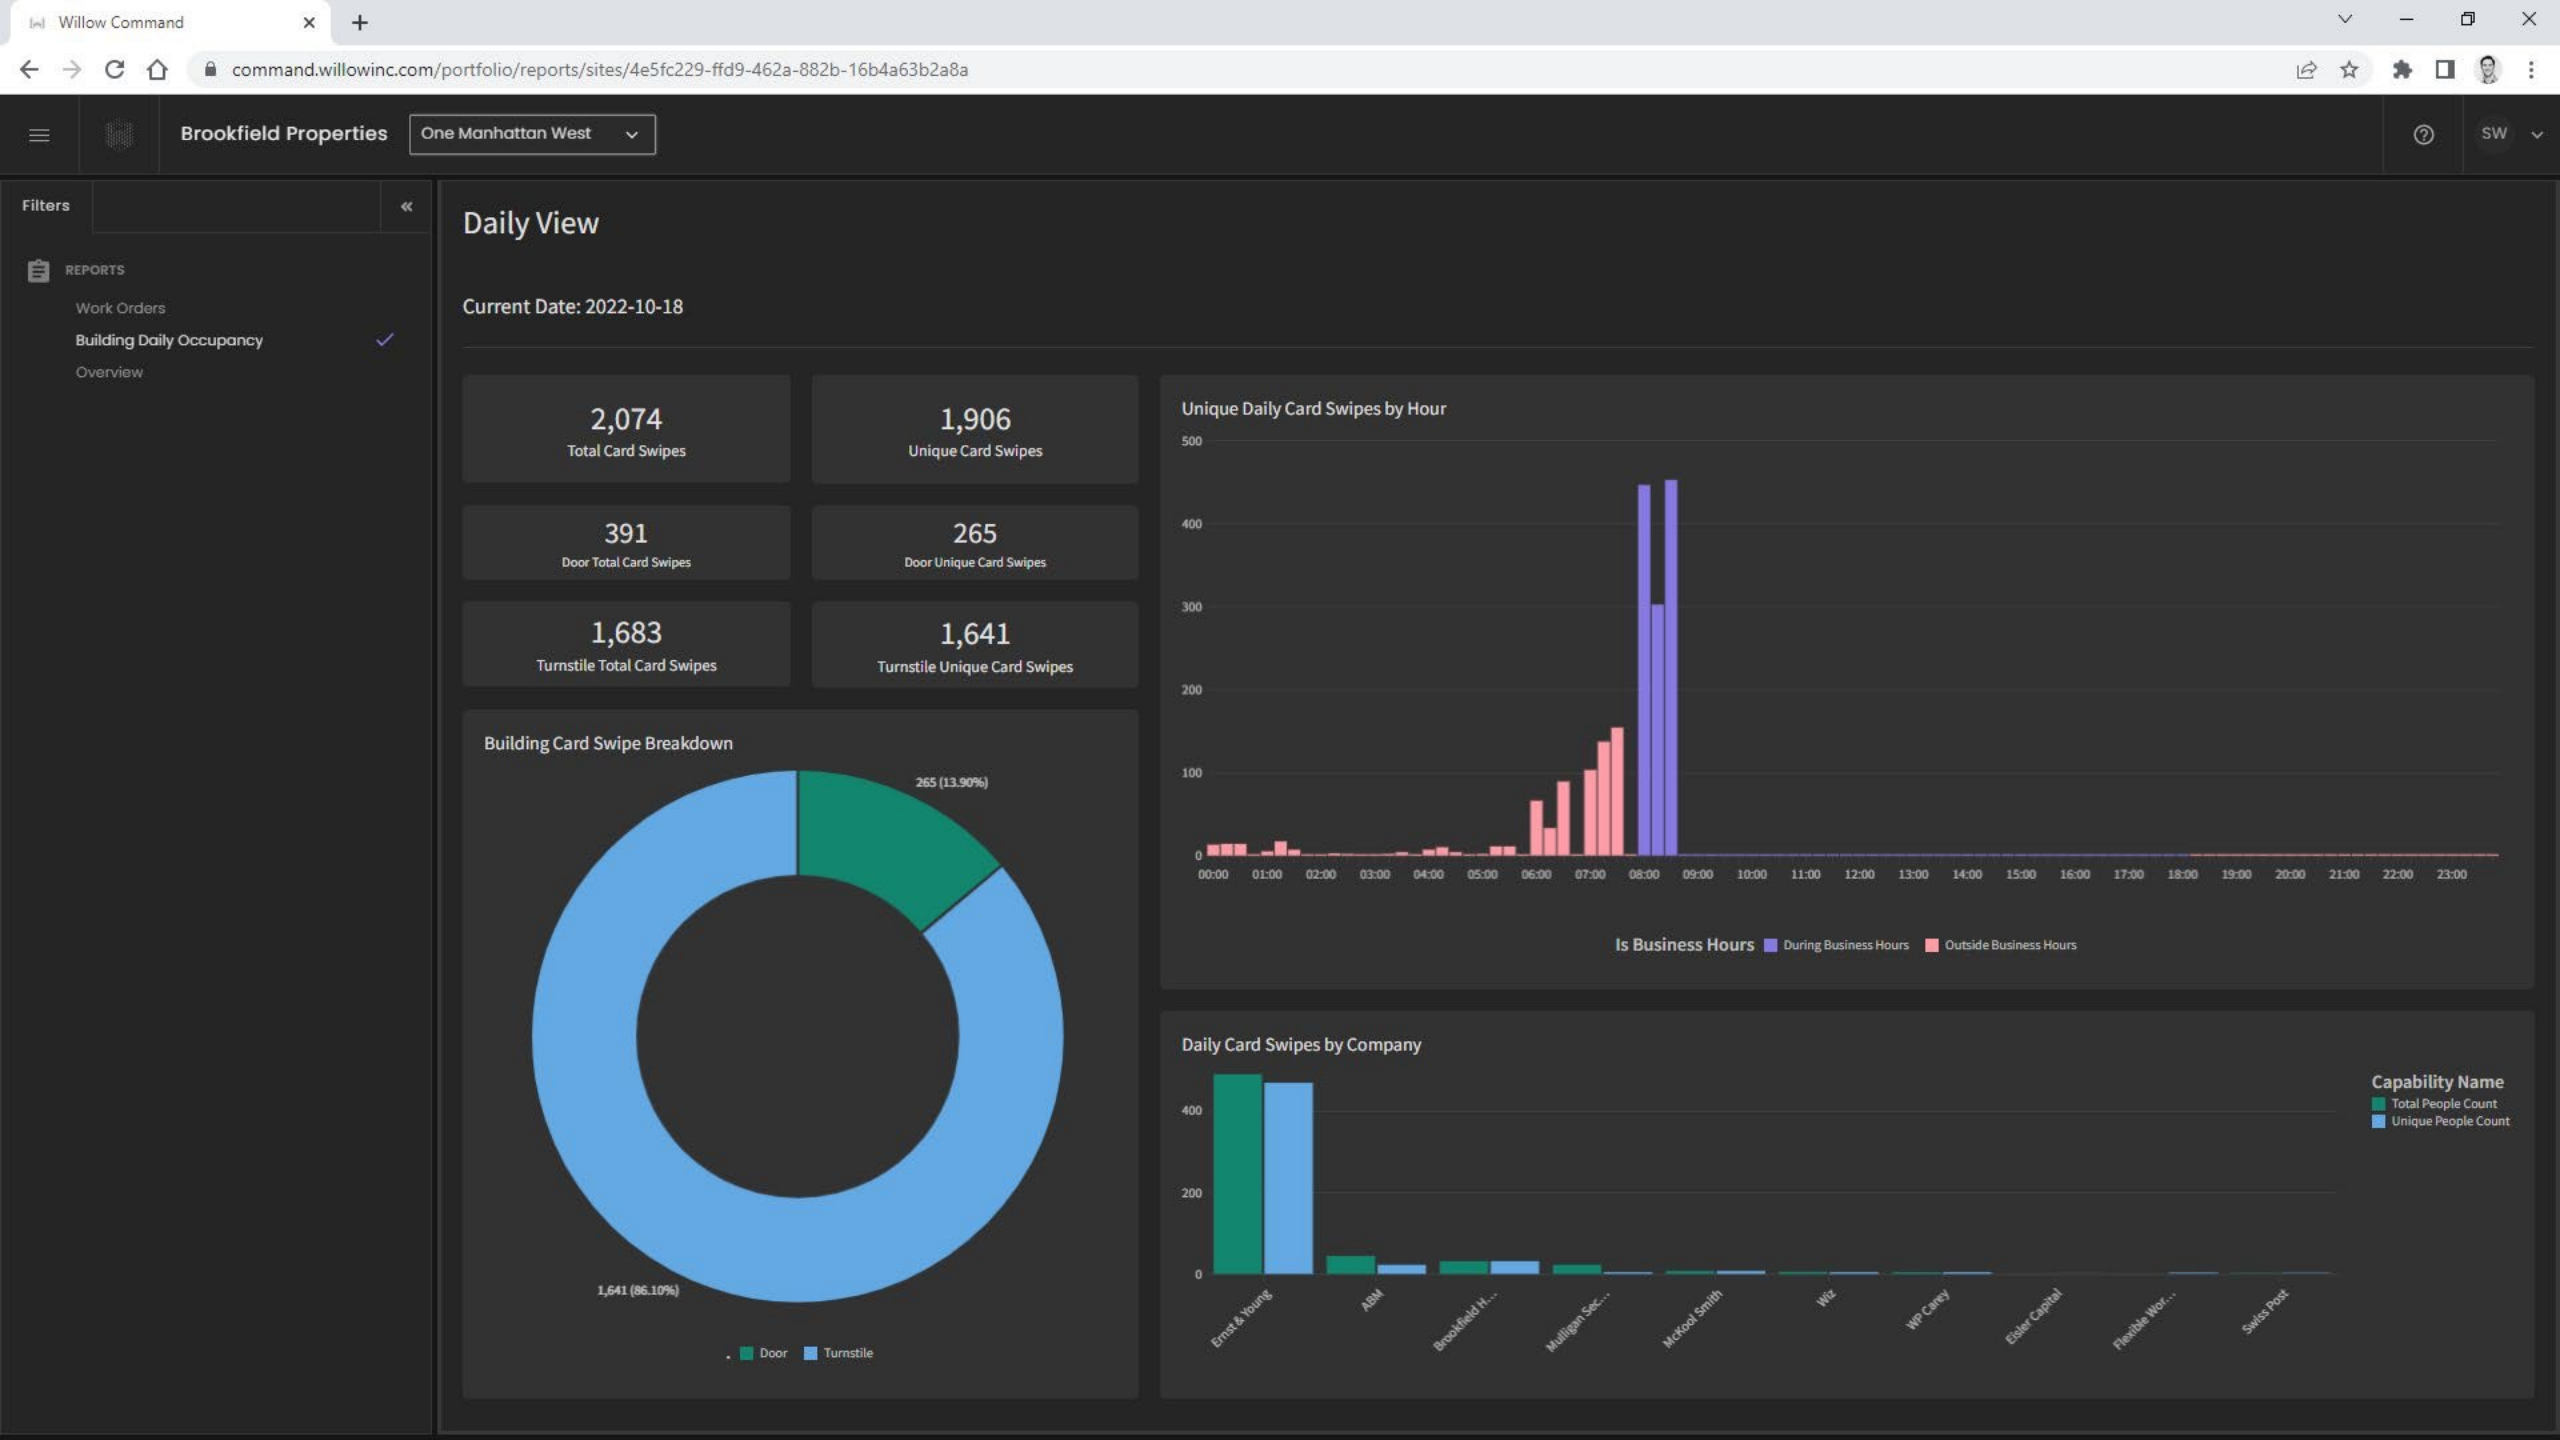 Willow Command
command.willowinc.com/portfolio/reports/sites/4e5fc229-ffd9-462a-882b-16b4a63b2a8a
Brookfield Properties
One Manhattan West
SW
Filters
REPORTS
Work Orders
Building Daily Occupancy
Overview
Daily View
Current Date: 2022-10-18
2,074
Total Card Swipes
1,906
Unique Card Swipes
391
Door Total Card Swipes
265
Door Unique Card Swipes
1,683
Turnstile Total Card Swipes
1,641
Turnstile Unique Card Swipes
Building Card Swipe Breakdown
265 (13.90%)
1,641 (86.10%)
Door Turnstile
Unique Daily Card Swipes by Hour
500
400
300
200
100
0
00:00 01:00 02:00 03:00 04:00 05:00 06:00 07:00 08:00 09:00 10:00 11:00 12:00 13:00 14:00 15:00 16:00 17:00 18:00 19:00 20:00 21:00 22:00 23:00
Is Business Hours During Business Hours Outside Business Hours
Daily Card Swipes by Company
400
200
0
Ernst & Young
ABM
Brookfield H...
Mulligan Sec...
McKool Smith
Wiz
WP Carey
Eisler Capital
Flexible Wor...
Swiss Post
Capability Name
Total People Count
Unique People Count